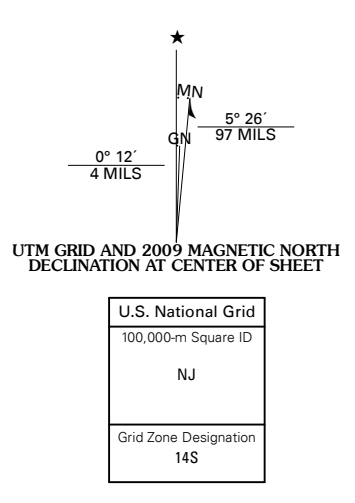 ★
MN
GN
5° 26´
97 MILS
0° 12´
4 MILS
UTM GRID AND 2009 MAGNETIC NORTH
DECLINATION AT CENTER OF SHEET
U.S. National Grid
100,000-m Square ID
NJ
Grid Zone Designation
14S